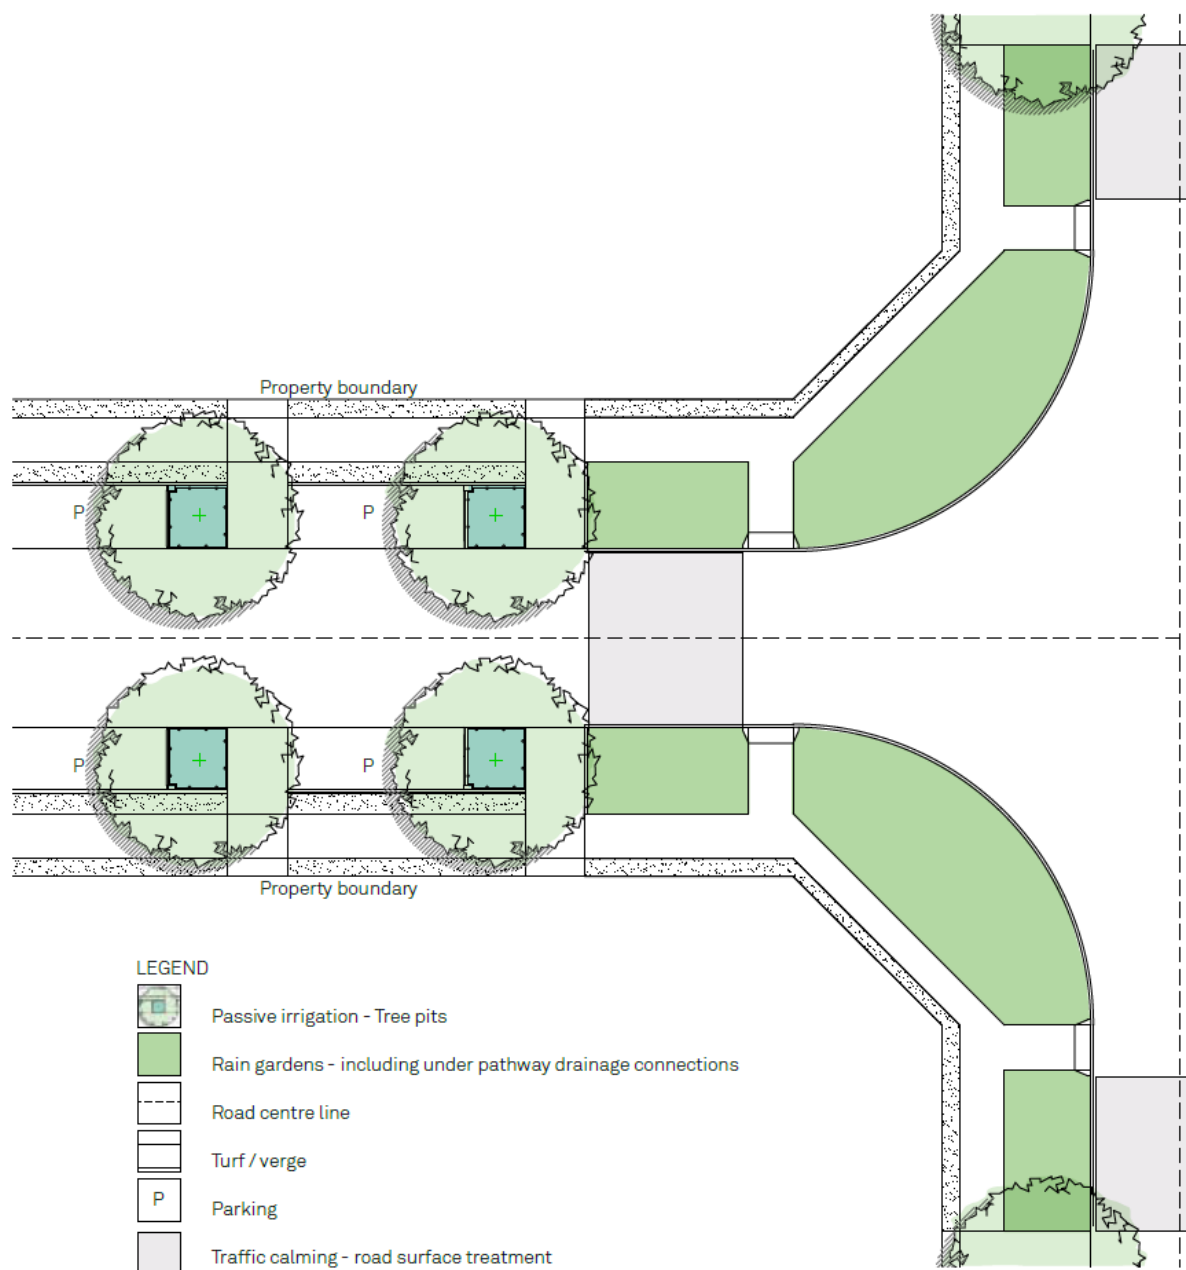 Property boundary
P
P
P
P
Property boundary
LEGEND
Passive irrigation - Tree pits
Rain gardens - including under pathway drainage connections
Road centre line
Turf / verge
P Parking
Traffic calming - road surface treatment